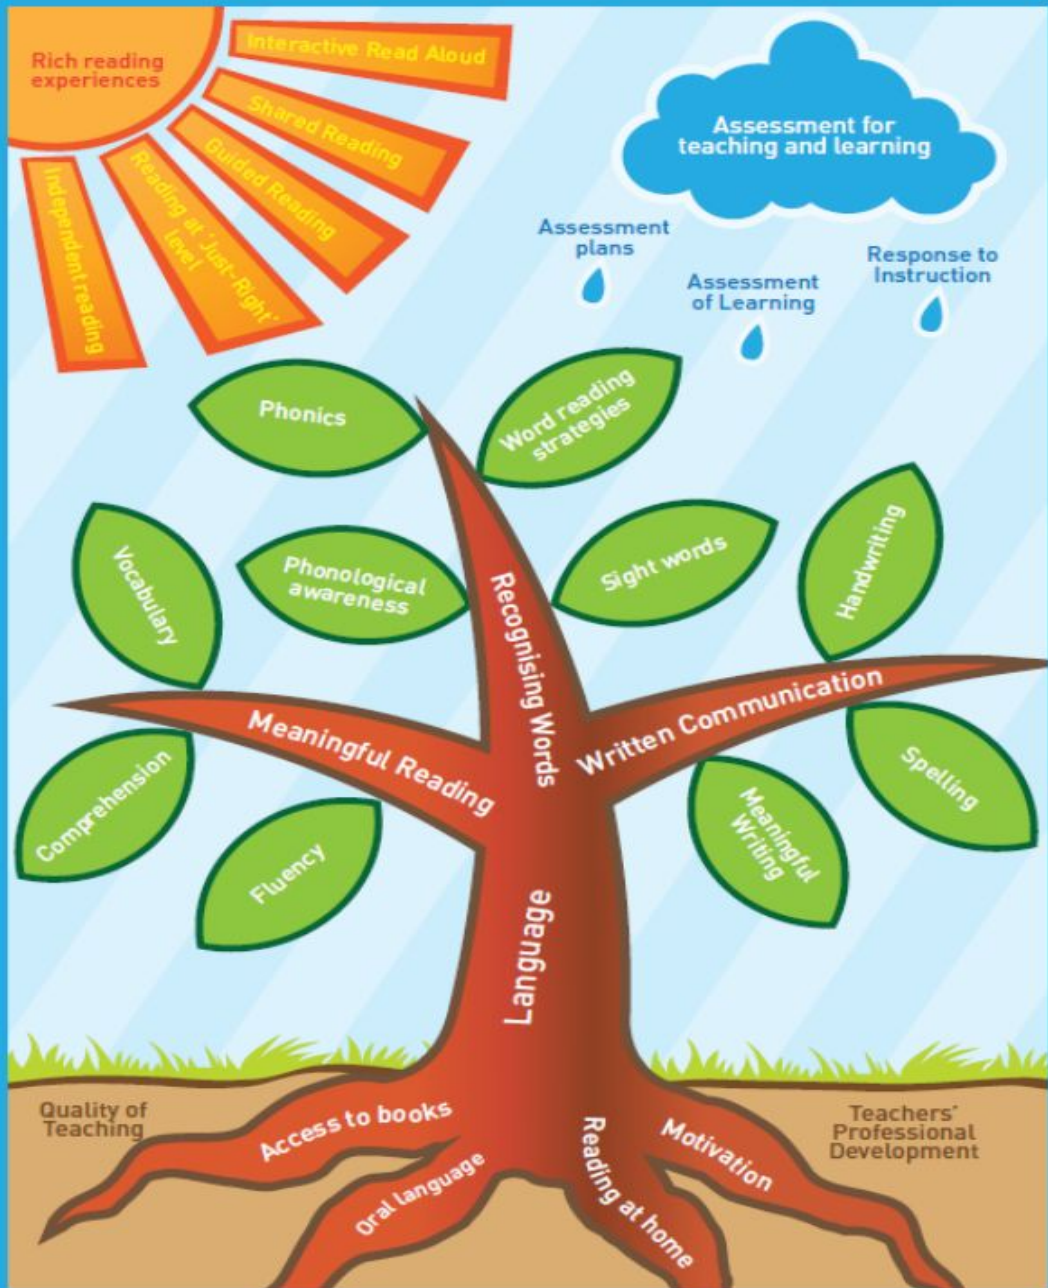 Rich reading
experiences
Interactive Read Aloud
Shared Reading
Guided Reading
Reading at 'Just-Right'
Level
Independent reading
Assessment for
teaching and learning
Assessment
plans
Assessment
of Learning
Response to
Instruction
Phonics
Word reading
strategies
Vocabulary
Phonological
awareness
Sight words
Handwriting
Recognising Words
Meaningful Reading
Written Communication
Comprehension
Fluency
Meaningful
Writing
Spelling
Language
Quality of
Teaching
Access to books
Oral language
Reading at home
Motivation
Teachers'
Professional
Development